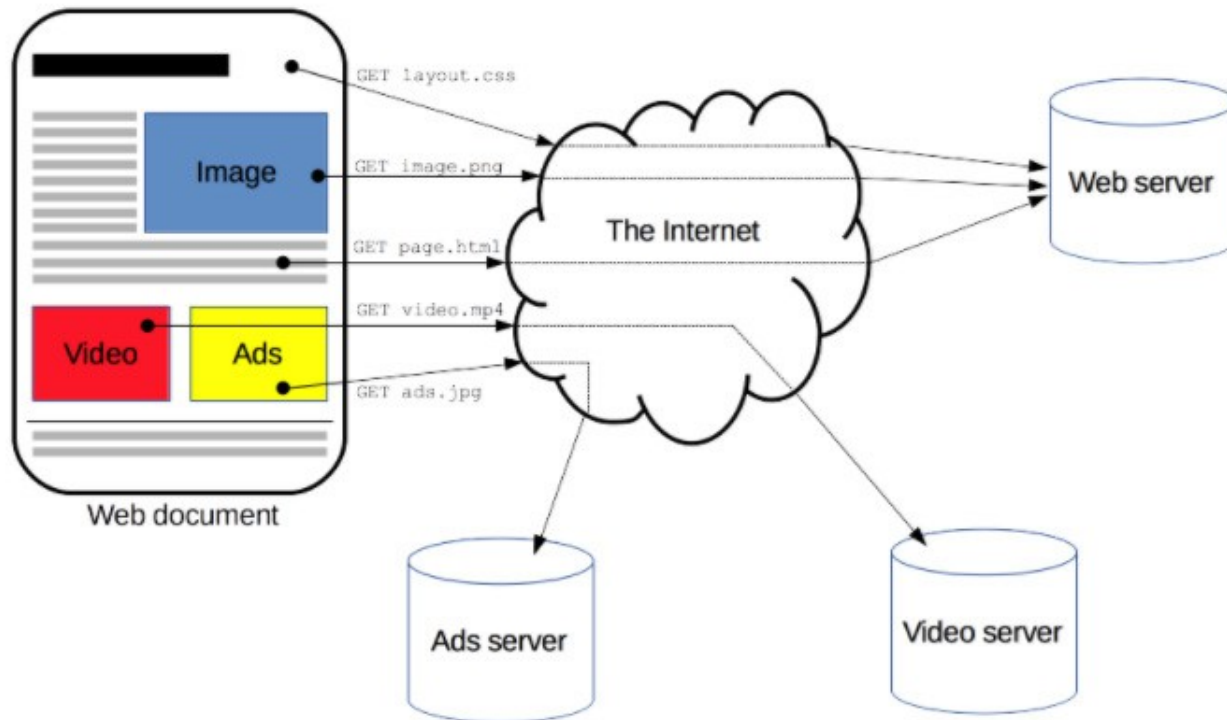 GET layout.css
Image
GET image.png
Web server
The Internet
GET page.html
GET video.mp4
Video
Ads
GET ads.jpg
Web document
Ads server
Video server